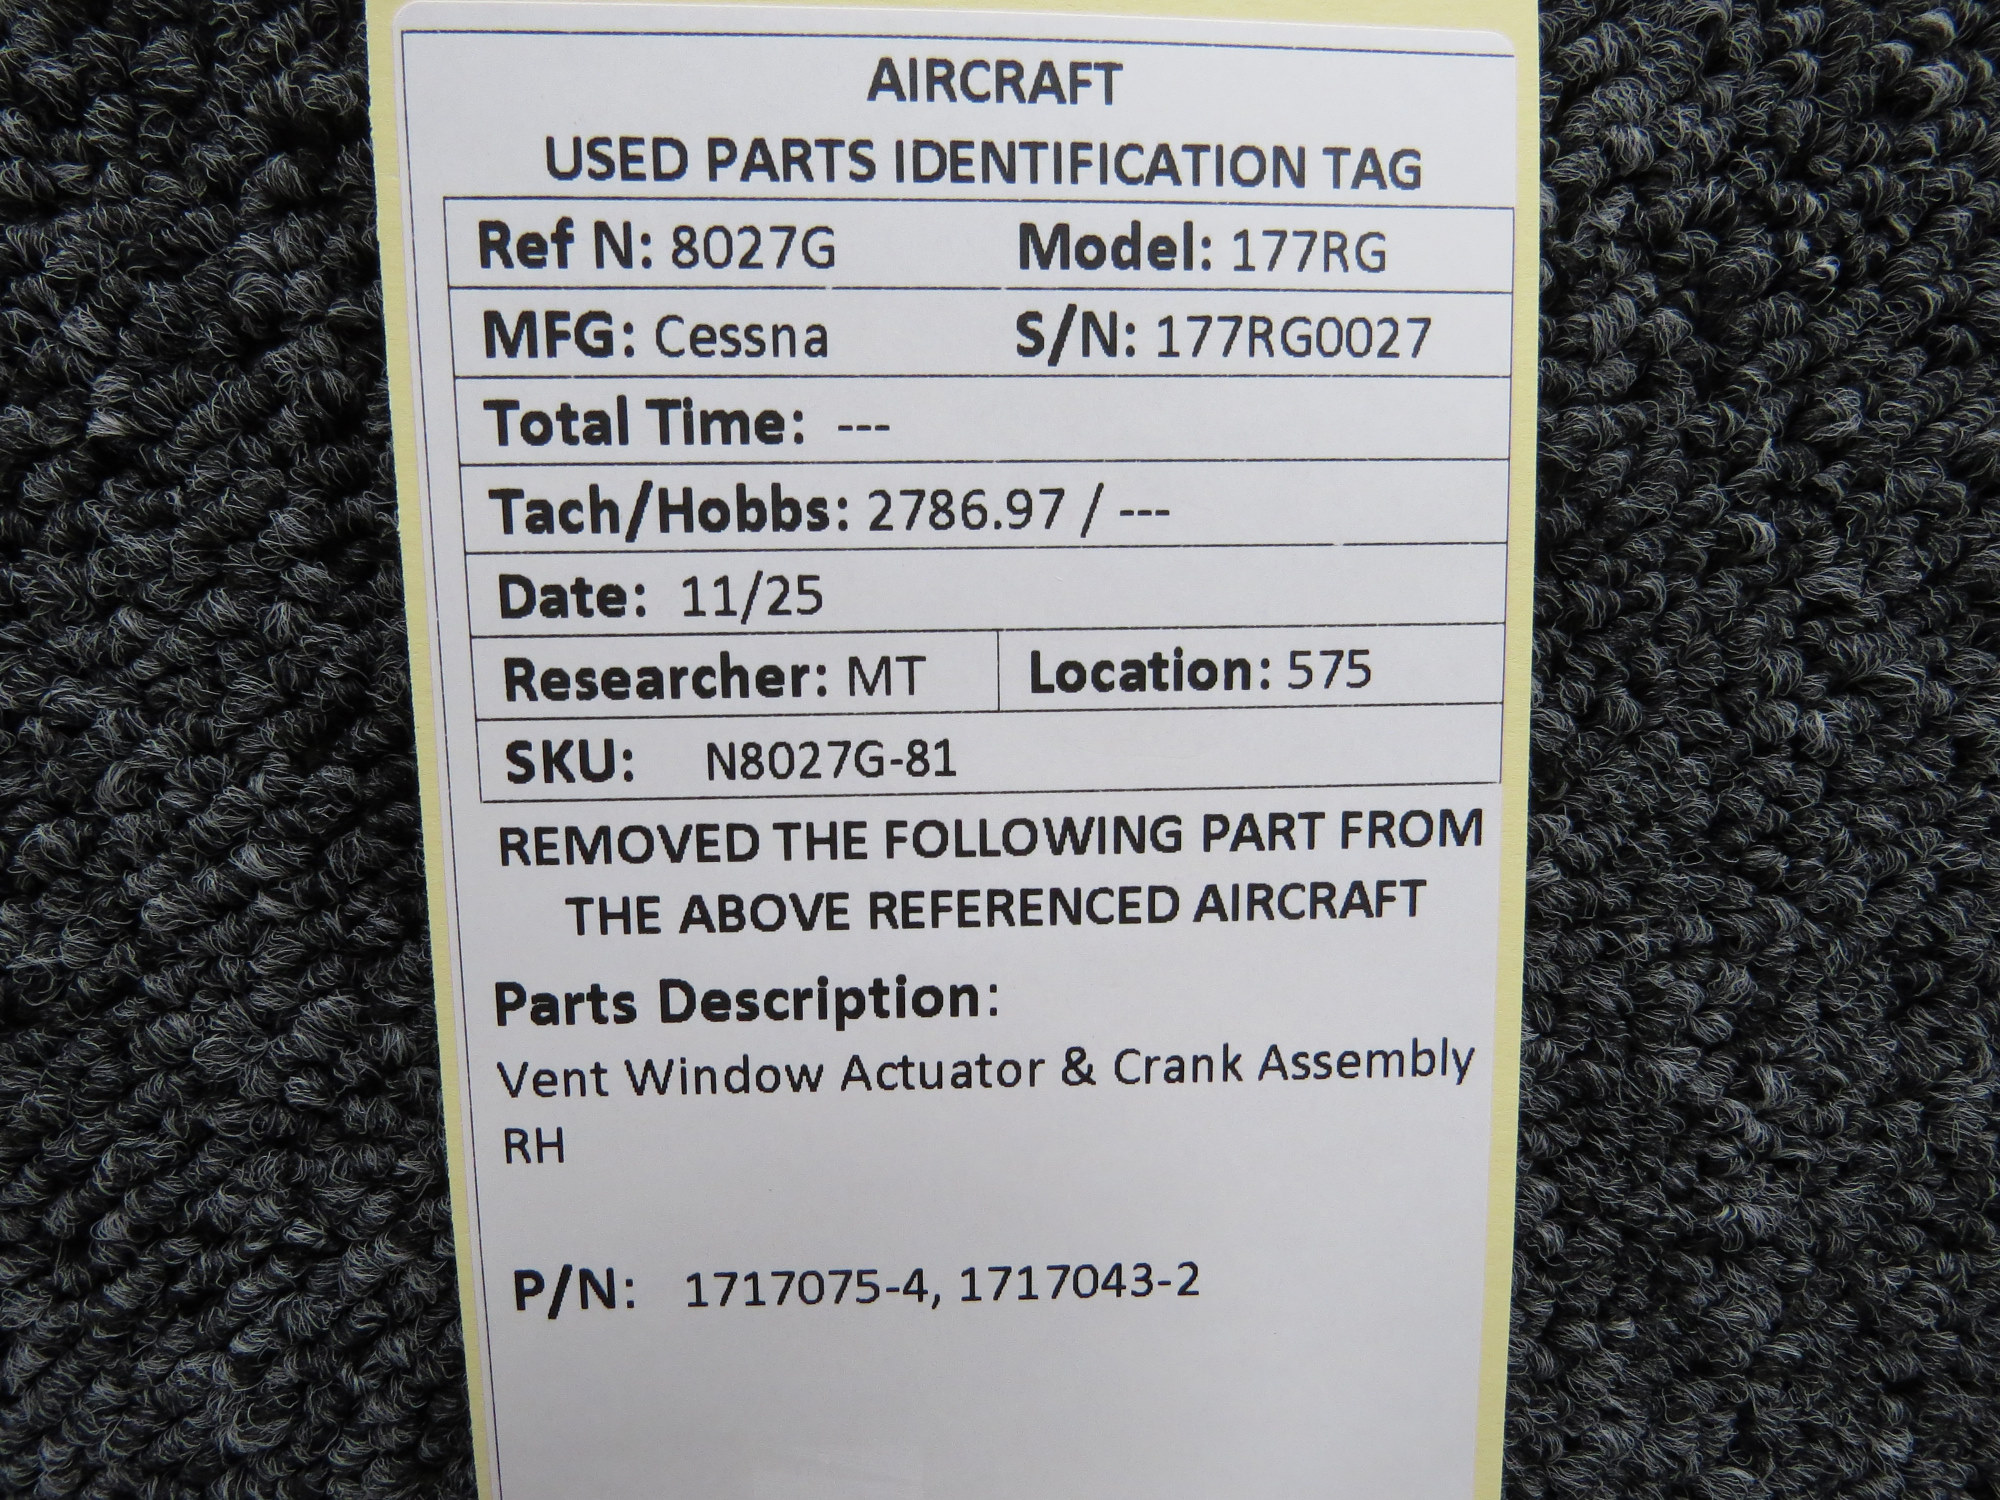 AIRCRAFT
USED PARTS IDENTIFICATION TAG
Ref N: 8027G Model: 177RG
MFG: Cessna S/N: 177RG0027
Total Time: ---
Tach/Hobbs: 2786.97 / ---
Date: 11/25
Researcher: MT Location: 575
SKU: N8027G-81
REMOVED THE FOLLOWING PART FROM
THE ABOVE REFERENCED AIRCRAFT
Parts Description:
Vent Window Actuator & Crank Assembly
RH
P/N: 1717075-4, 1717043-2